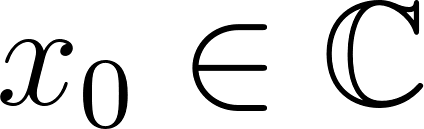 x₀ ∈ ℂ